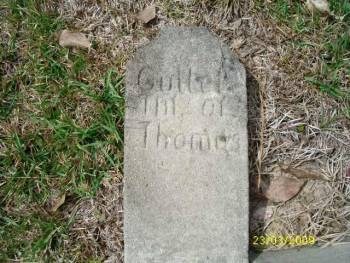 Inf of
Thomas
23/03/2009